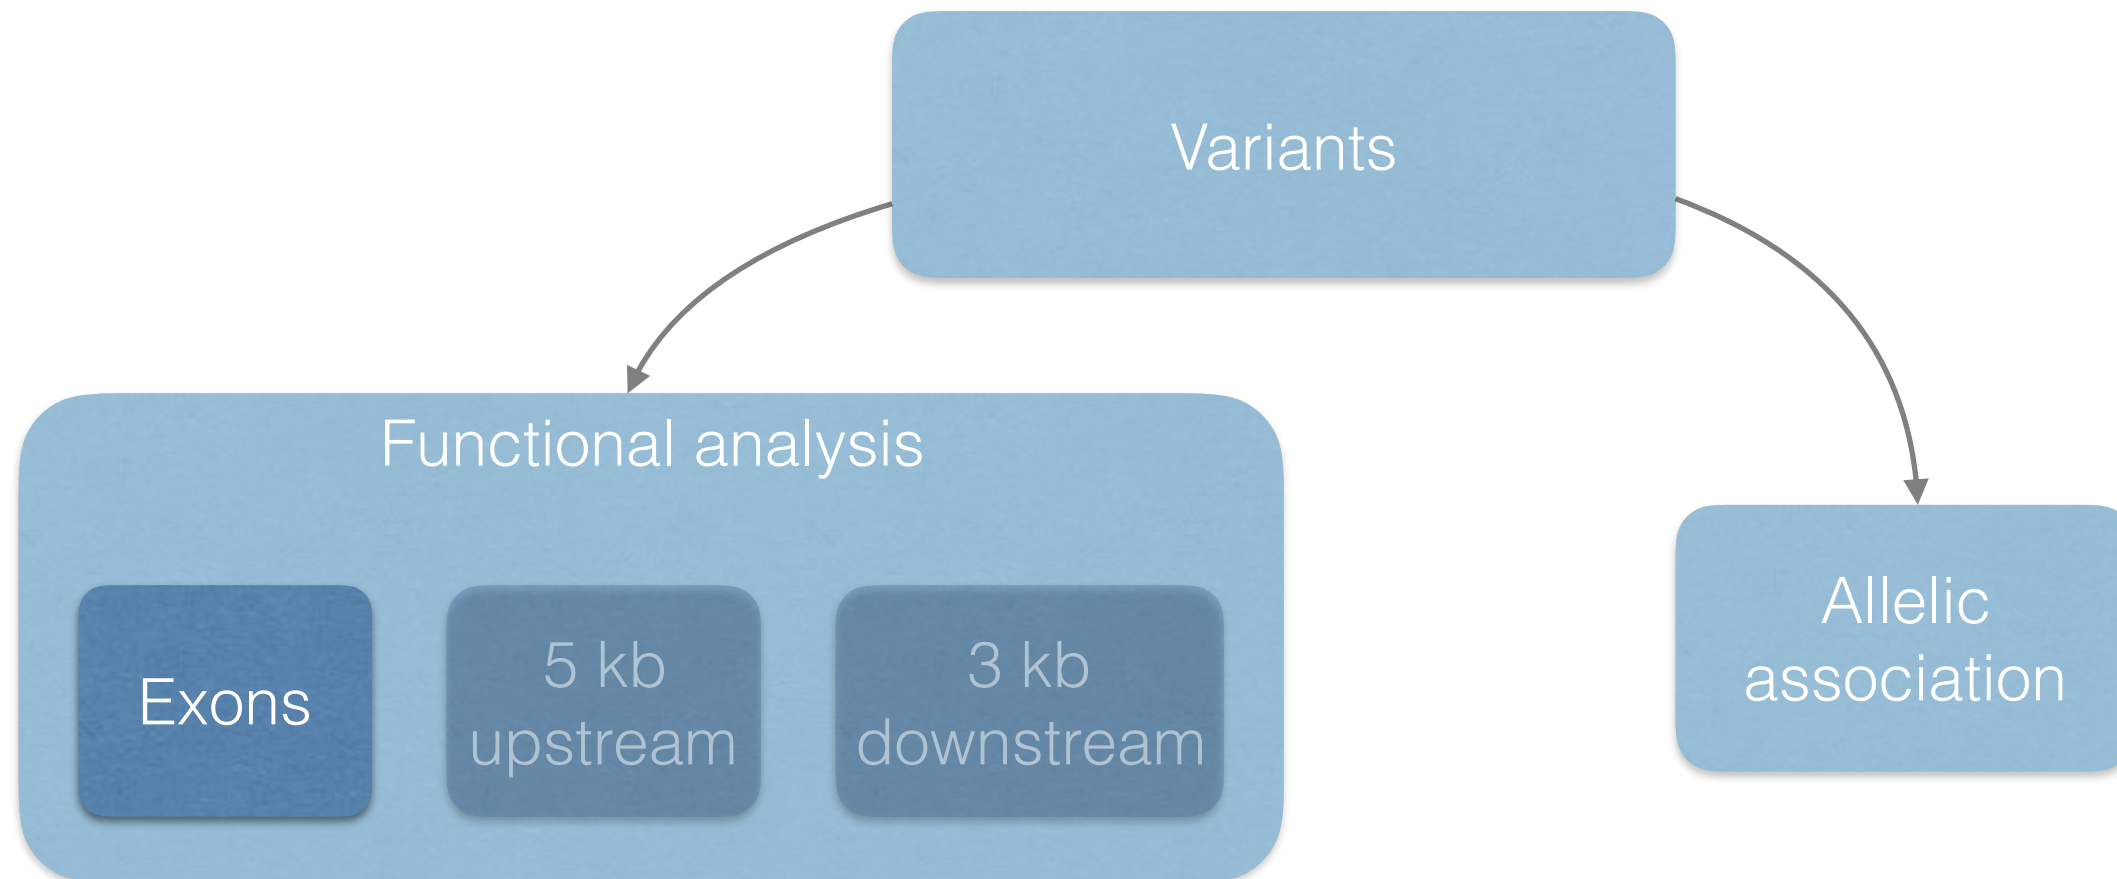 Variants
Functional analysis
Exons
5 kb
upstream
3 kb
downstream
Allelic
association